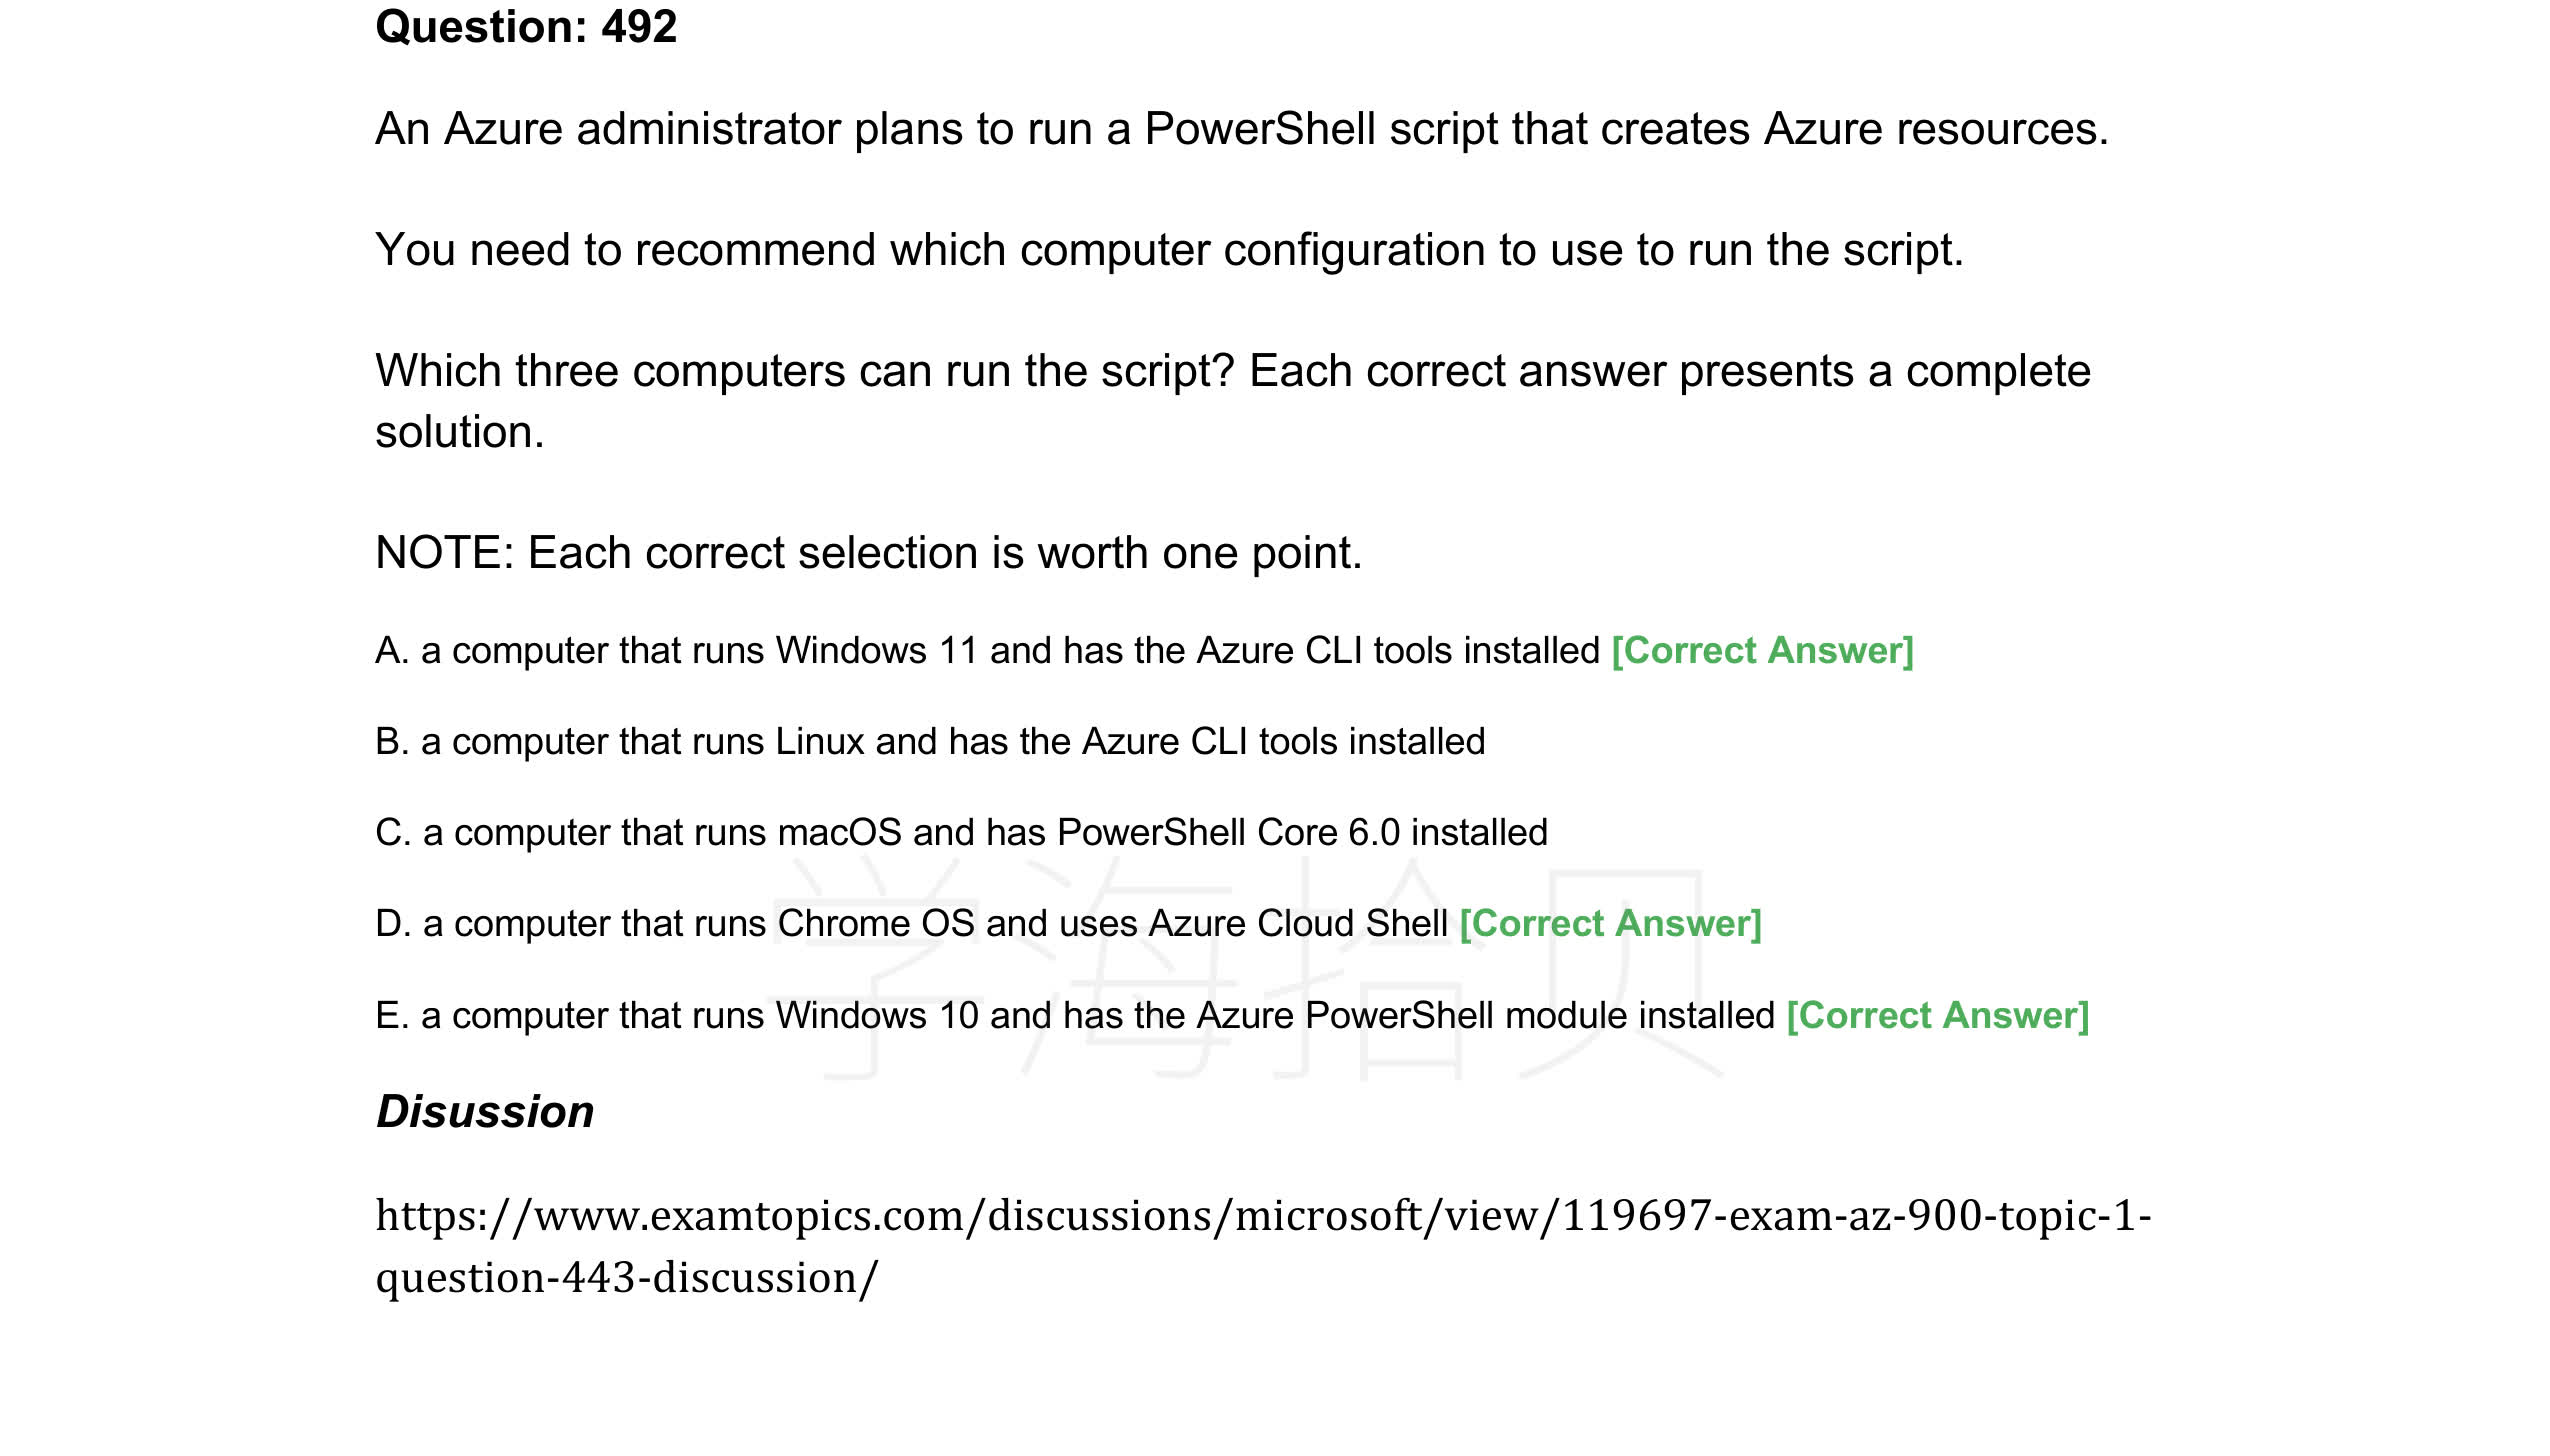 Question: 492
An Azure administrator plans to run a PowerShell script that creates Azure resources.
You need to recommend which computer configuration to use to run the script.
Which three computers can run the script? Each correct answer presents a complete
solution.
NOTE: Each correct selection is worth one point.
A. a computer that runs Windows 11 and has the Azure CLI tools installed [Correct Answer]
B. a computer that runs Linux and has the Azure CLI tools installed
C. a computer that runs macOS and has PowerShell Core 6.0 installed
学海拾贝
D. a computer that runs Chrome OS and uses Azure Cloud Shell [Correct Answer]
E. a computer that runs Windows 10 and has the Azure PowerShell module installed [Correct Answer]
Disussion
https://www.examtopics.com/discussions/microsoft/view/119697-exam-az-900-topic-1-
question-443-discussion/